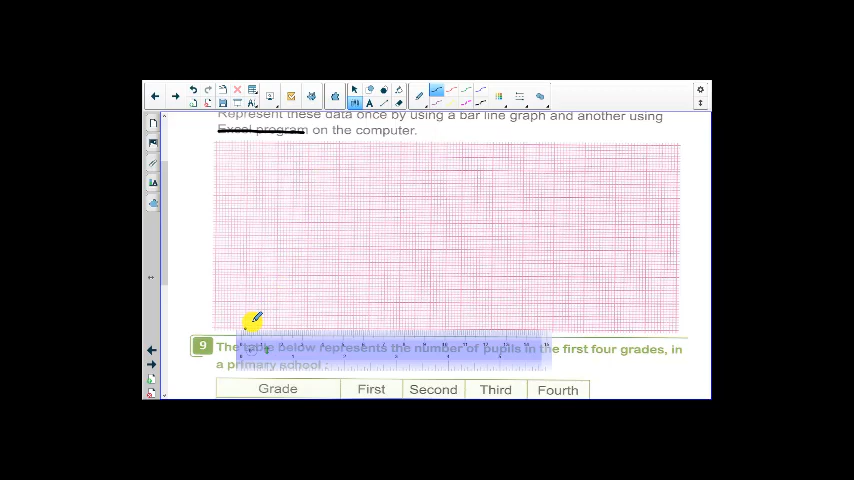 Represent these data once by using a bar line graph and another using
Excel program on the computer.
9 The table below represents the number of pupils in the first four grades, in
a primary school :
Grade First Second Third Fourth